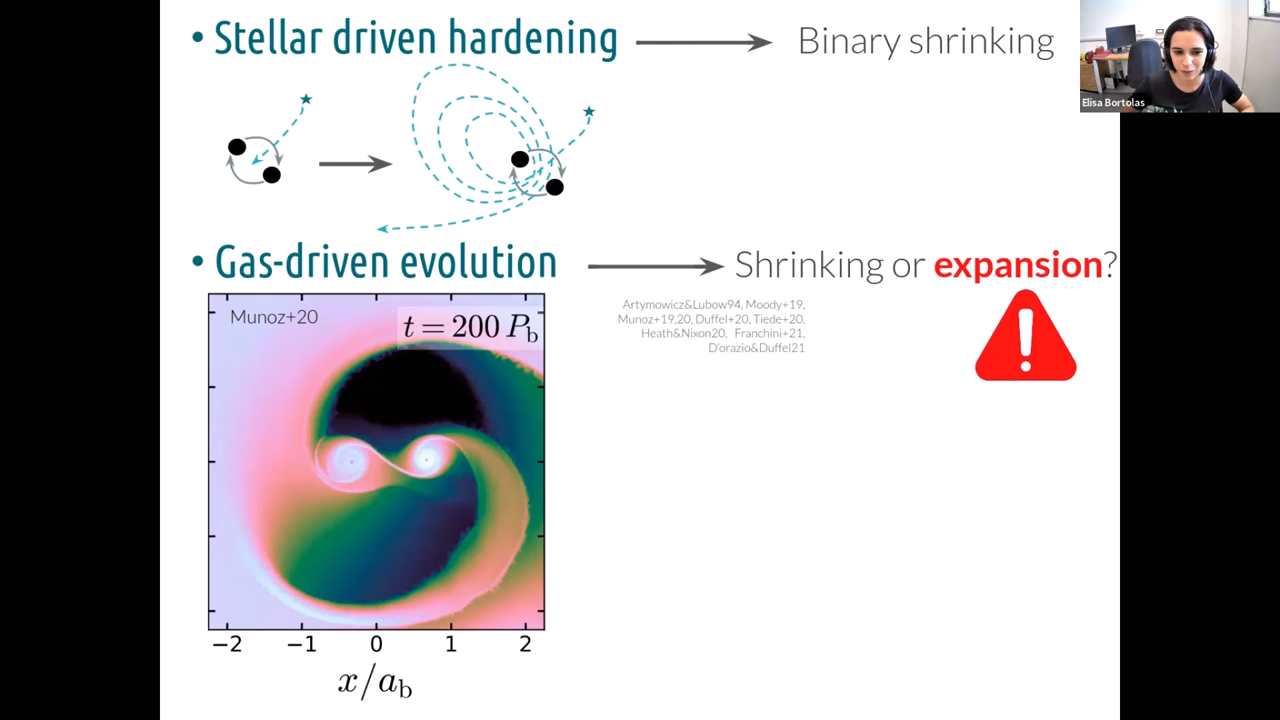 • Stellar driven hardening
Binary shrinking
Elisa Bortolas
• Gas-driven evolution
Shrinking or expansion?
Artymowicz&Lubow94, Moody+19,
Munoz+19,20, Duffel+20, Tiede+20,
Heath&Nixon20, Franchini+21,
D'orazio&Duffel21
!
Munoz+20
t = 200 P_b
−2 −1 0 1 2
x/a_b